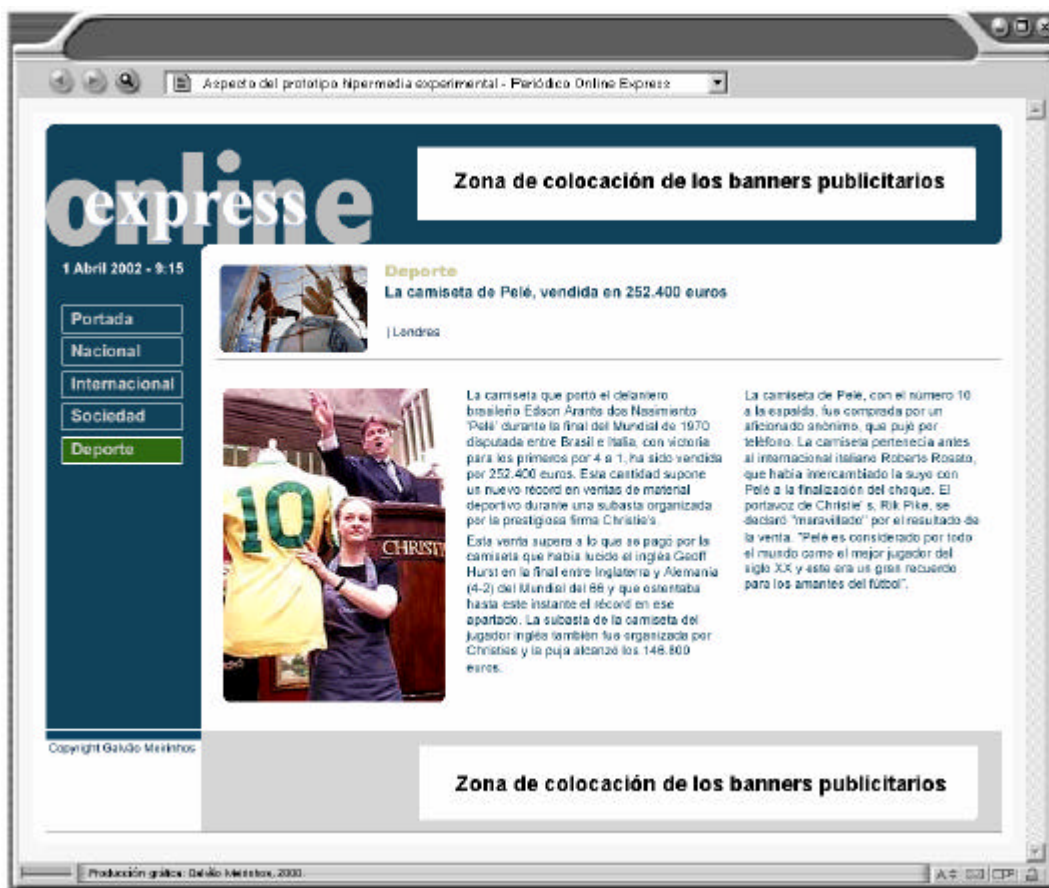 Aspecto del prototipo hipermedia experimental - Periódico Online Express
online
express
Zona de colocación de los banners publicitarios
1 Abril 2002 - 9:15
Portada
Nacional
Internacional
Sociedad
Deporte
Deporte
La camiseta de Pelé, vendida en 252.400 euros
| Londres
10
CHRIST
La camiseta que portó el delantero
brasileño Edson Arante dos Nasimiento
'Pelé' durante la final del Mundial de 1970
disputada entre Brasil e Italia, con victoria
para los primeros por 4 a 1, ha sido vendida
por 252.400 euros. Esta cantidad supone
un nuevo récord en ventas de material
deportivo durante una subasta organizada
por la prestigiosa firma Christie's.
Esta venta supera a lo que se pagó por la
camiseta que había lucido el inglés Geoff
Hurst en la final entre Inglaterra y Alemania
(4-2) del Mundial del 66 y que ostentaba
hasta este instante el récord en ese
apartado. La subasta de la camiseta del
jugador inglés también fue organizada por
Christies y la puja alcanzó los 146.800
euros.
La camiseta de Pelé, con el número 10
a la espalda, fue comprada por un
aficionado anónimo, que pujó por
teléfono. La camiseta pertenecía antes
al internacional italiano Roberto Rosato,
que había intercambiado la suyo con
Pelé a la finalización del choque. El
portavoz de Christie' s, Rik Pike, se
declaró "maravillado" por el resultado de
la venta. "Pelé es considerado por todo
el mundo como el mejor jugador del
siglo XX y este era un gran recuerdo
para los amantes del fútbol".
Copyright Galvão Meirinhos
Zona de colocación de los banners publicitarios
Producción gráfica: Galvão Meirinhos, 2000.